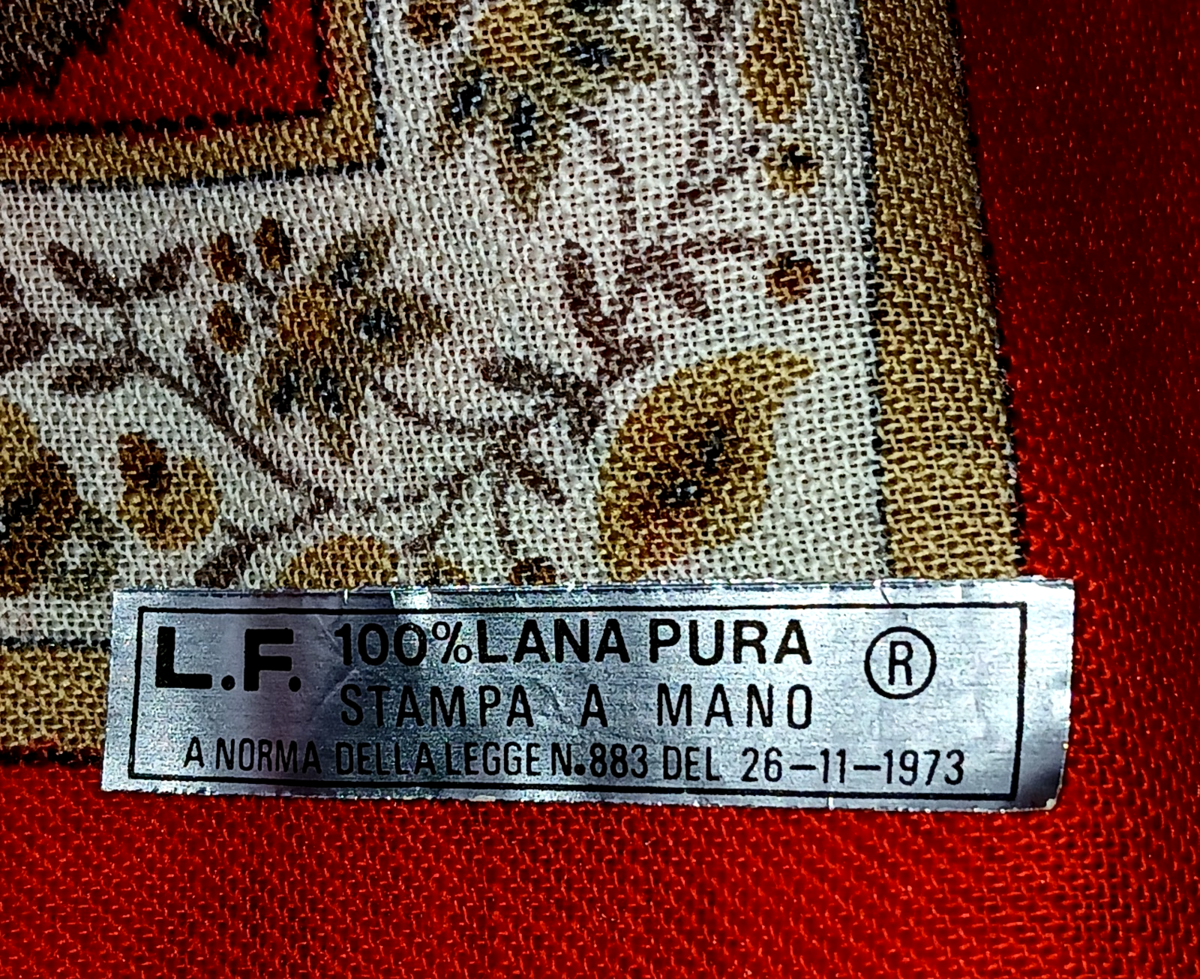 L.F. 100% LANA PURA ®
STAMPA A MANO
A NORMA DELLA LEGGE N.883 DEL 26-11-1973